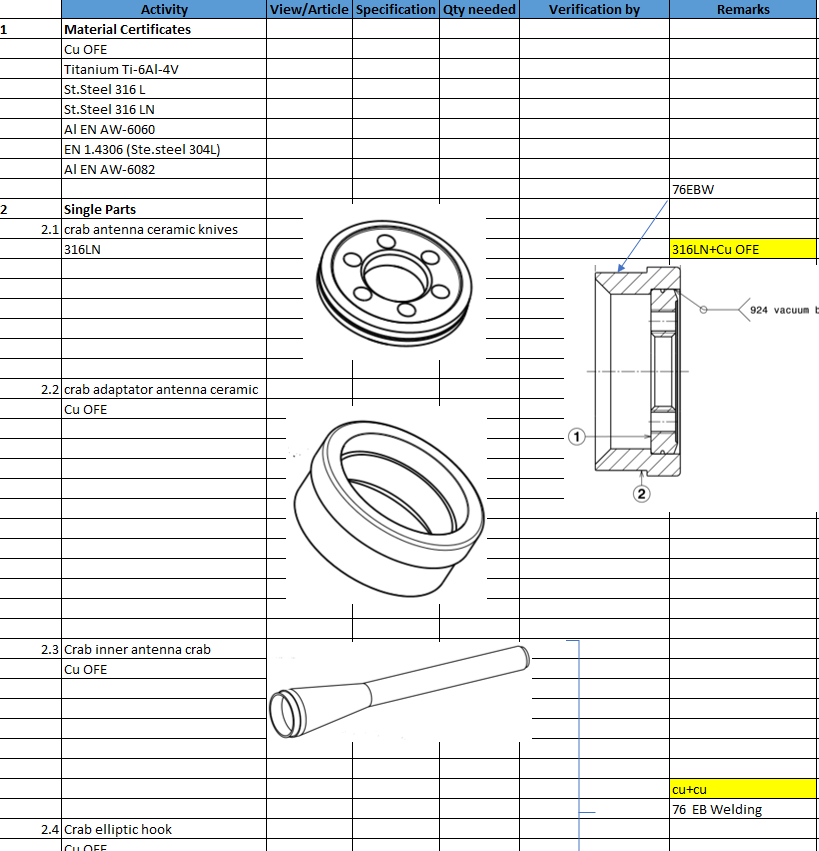 Activity View/Article Specification Qty needed Verification by Remarks
1 Material Certificates
Cu OFE
Titanium Ti-6Al-4V
St.Steel 316 L
St.Steel 316 LN
Al EN AW-6060
EN 1.4306 (Ste.steel 304L)
Al EN AW-6082
76EBW
2 Single Parts
2.1 crab antenna ceramic knives
316LN 316LN+Cu OFE
924 vacuum b
2.2 crab adaptator antenna ceramic
Cu OFE
1
2
2.3 Crab inner antenna crab
Cu OFE
cu+cu
76 EB Welding
2.4 Crab elliptic hook
Cu OFE